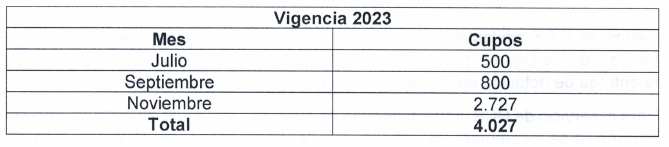 Vigencia 2023
Mes Cupos
Julio 500
Septiembre 800
Noviembre 2.727
Total 4.027